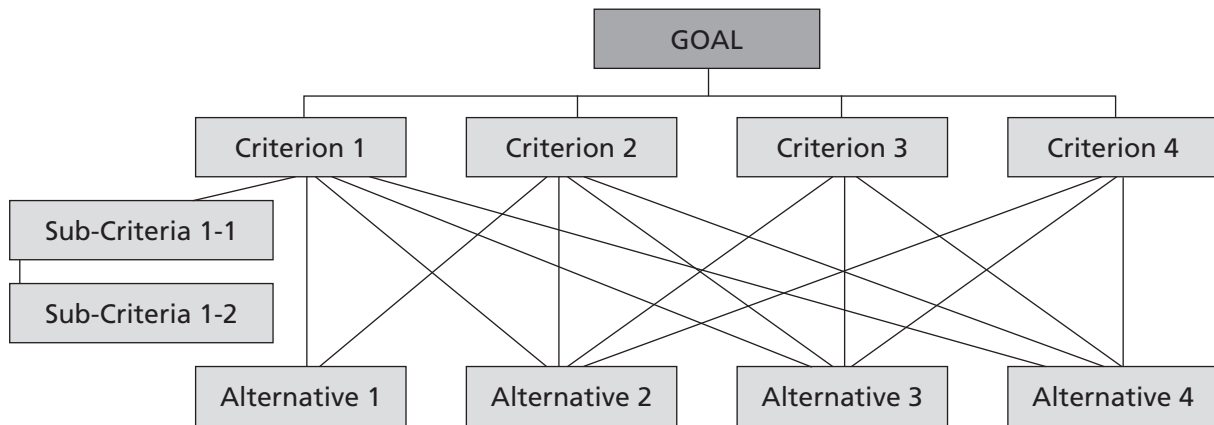 GOAL
Criterion 1
Criterion 2
Criterion 3
Criterion 4
Sub-Criteria 1-1
Sub-Criteria 1-2
Alternative 1
Alternative 2
Alternative 3
Alternative 4